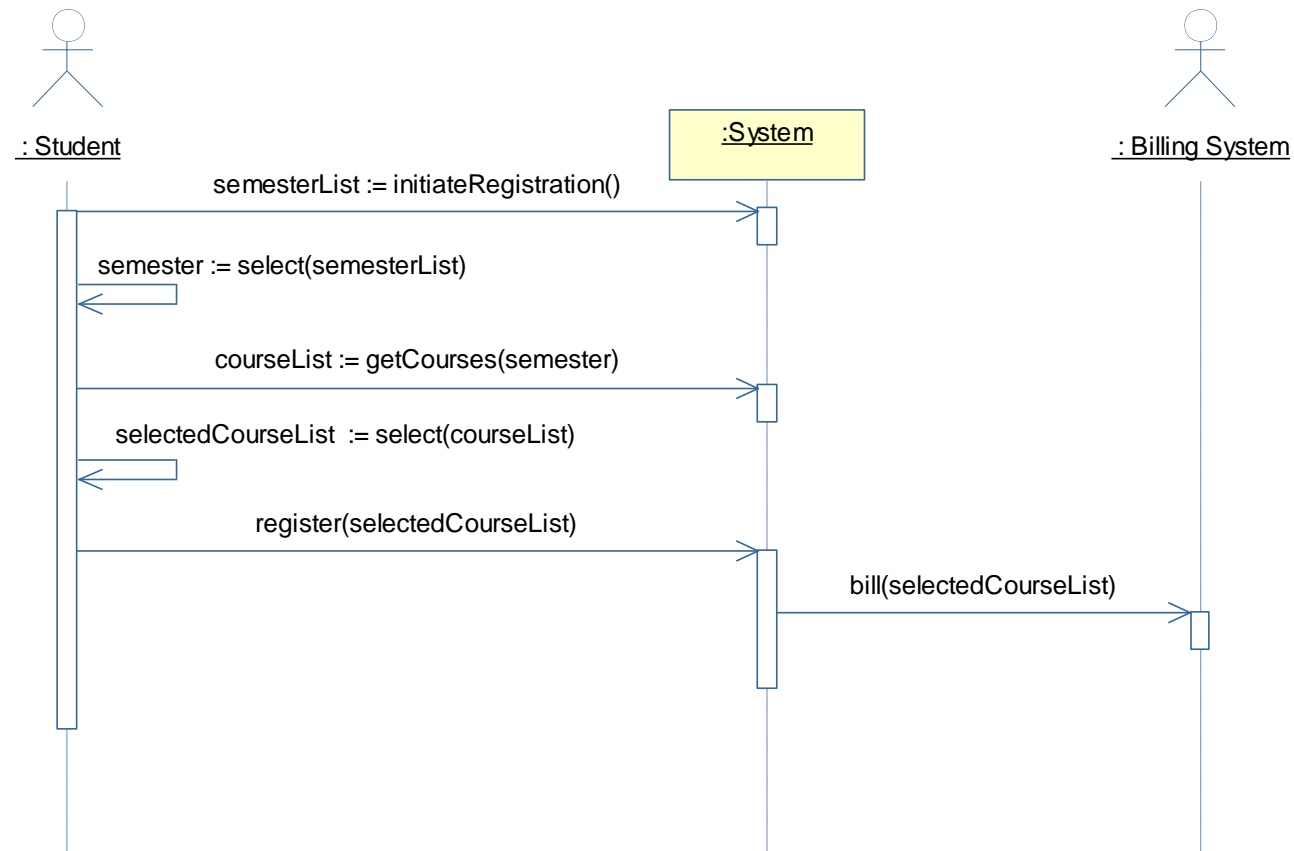 : Student
:System
: Billing System
semesterList := initiateRegistration()
semester := select(semesterList)
courseList := getCourses(semester)
selectedCourseList := select(courseList)
register(selectedCourseList)
bill(selectedCourseList)